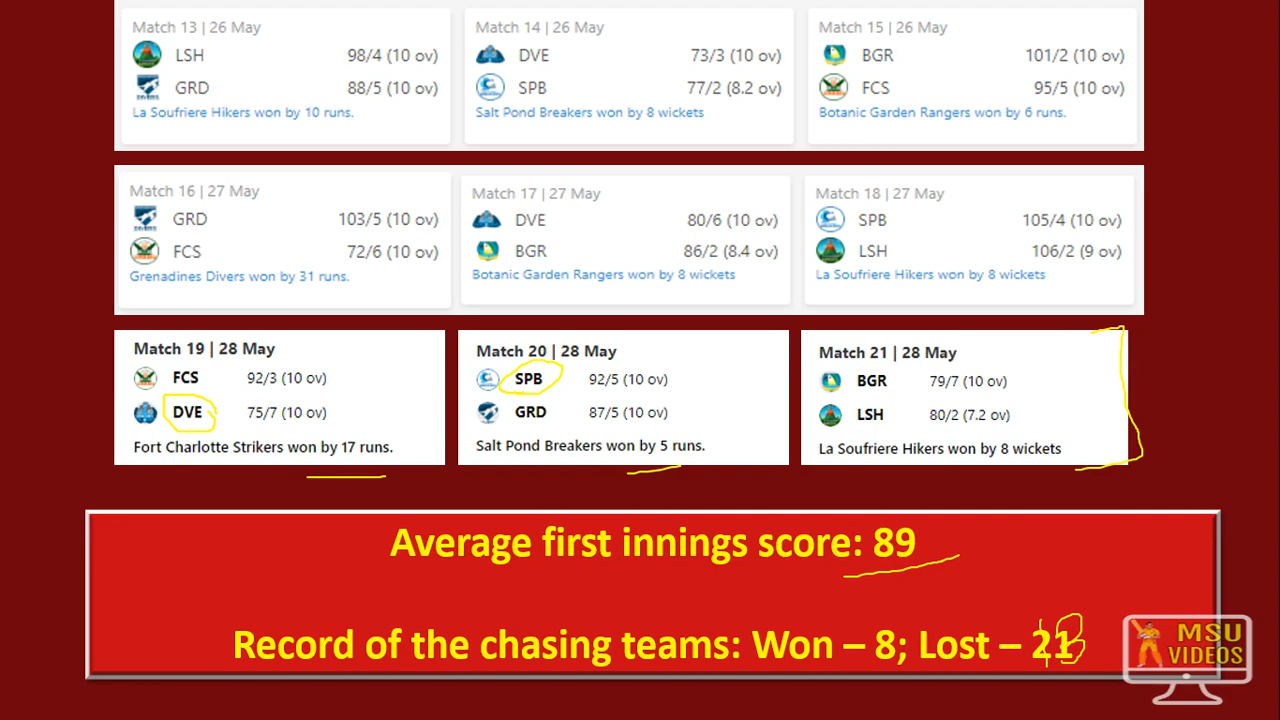 Match 13 | 26 May
LSH 98/4 (10 ov)
GRD 88/5 (10 ov)
La Soufriere Hikers won by 10 runs.
Match 14 | 26 May
DVE 73/3 (10 ov)
SPB 77/2 (8.2 ov)
Salt Pond Breakers won by 8 wickets
Match 15 | 26 May
BGR 101/2 (10 ov)
FCS 95/5 (10 ov)
Botanic Garden Rangers won by 6 runs.
Match 16 | 27 May
GRD 103/5 (10 ov)
FCS 72/6 (10 ov)
Grenadines Divers won by 31 runs.
Match 17 | 27 May
DVE 80/6 (10 ov)
BGR 86/2 (8.4 ov)
Botanic Garden Rangers won by 8 wickets
Match 18 | 27 May
SPB 105/4 (10 ov)
LSH 106/2 (9 ov)
La Soufriere Hikers won by 8 wickets
Match 19 | 28 May
FCS 92/3 (10 ov)
DVE 75/7 (10 ov)
Fort Charlotte Strikers won by 17 runs.
Match 20 | 28 May
SPB 92/5 (10 ov)
GRD 87/5 (10 ov)
Salt Pond Breakers won by 5 runs.
Match 21 | 28 May
BGR 79/7 (10 ov)
LSH 80/2 (7.2 ov)
La Soufriere Hikers won by 8 wickets
Average first innings score: 89
Record of the chasing teams: Won – 8; Lost – 21
MSU
VIDEOS